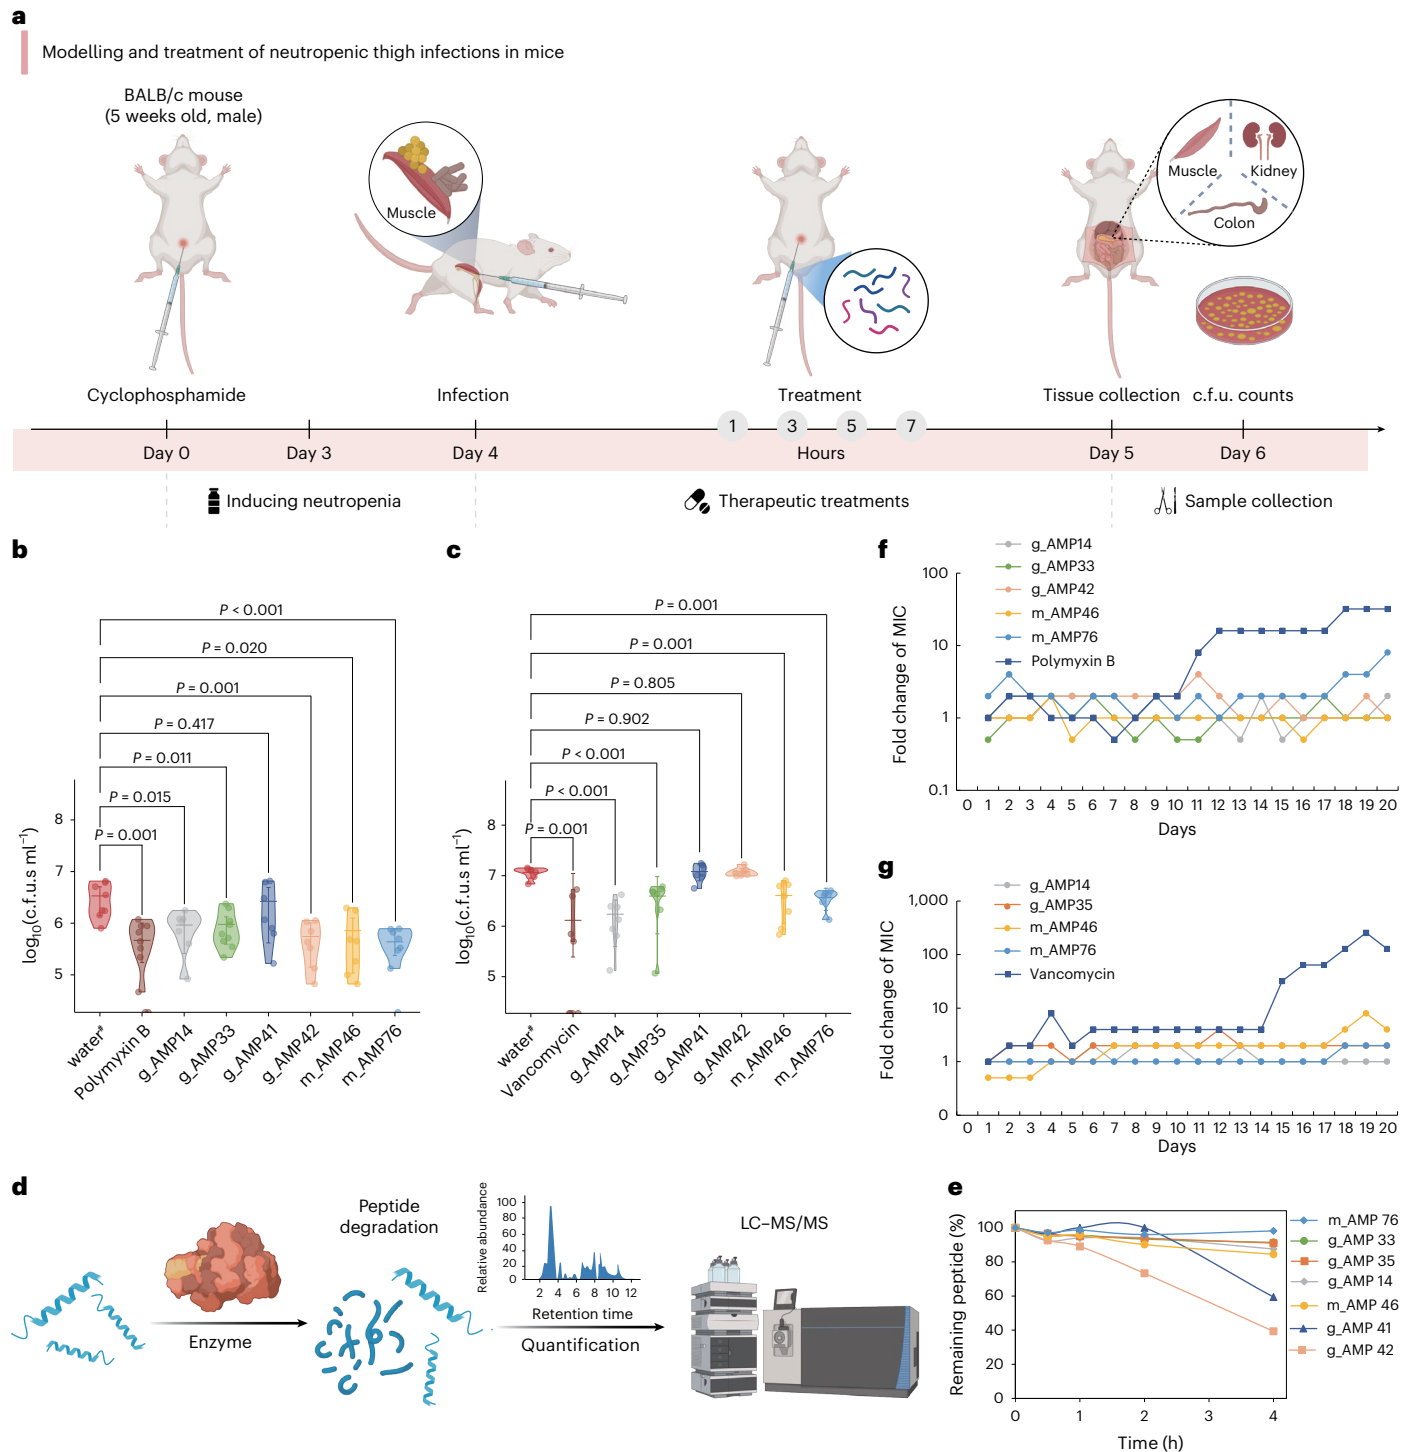 a
Modelling and treatment of neutropenic thigh infections in mice
BALB/c mouse
(5 weeks old, male)
Muscle
Muscle
Kidney
Colon
Cyclophosphamide
Infection
Treatment
Tissue collection
c.f.u. counts
1
3
5
7
Day 0
Day 3
Day 4
Hours
Day 5
Day 6
Inducing neutropenia
Therapeutic treatments
Sample collection
b
P < 0.001
P = 0.020
P = 0.001
P = 0.417
P = 0.011
P = 0.015
P = 0.001
log10(c.f.u.s ml−1)
8
7
6
5
water#
Polymyxin B
g_AMP14
g_AMP33
g_AMP41
g_AMP42
m_AMP46
m_AMP76
c
P = 0.001
P = 0.001
P = 0.805
P = 0.902
P < 0.001
P < 0.001
P = 0.001
log10(c.f.u.s ml−1)
8
7
6
5
water#
Vancomycin
g_AMP14
g_AMP35
g_AMP41
g_AMP42
m_AMP46
m_AMP76
f
g_AMP14
g_AMP33
g_AMP42
m_AMP46
m_AMP76
Polymyxin B
Fold change of MIC
100
10
1
0.1
0 1 2 3 4 5 6 7 8 9 10 11 12 13 14 15 16 17 18 19 20
Days
g
g_AMP14
g_AMP35
m_AMP46
m_AMP76
Vancomycin
Fold change of MIC
1,000
100
10
1
0
0 1 2 3 4 5 6 7 8 9 10 11 12 13 14 15 16 17 18 19 20
Days
d
Enzyme
Peptide
degradation
Relative abundance
100
80
60
40
20
0
2 4 6 8 10 12
Retention time
Quantification
LC–MS/MS
e
Remaining peptide (%)
100
80
60
40
20
0
0 1 2 3 4
Time (h)
m_AMP 76
g_AMP 33
g_AMP 35
g_AMP 14
m_AMP 46
g_AMP 41
g_AMP 42